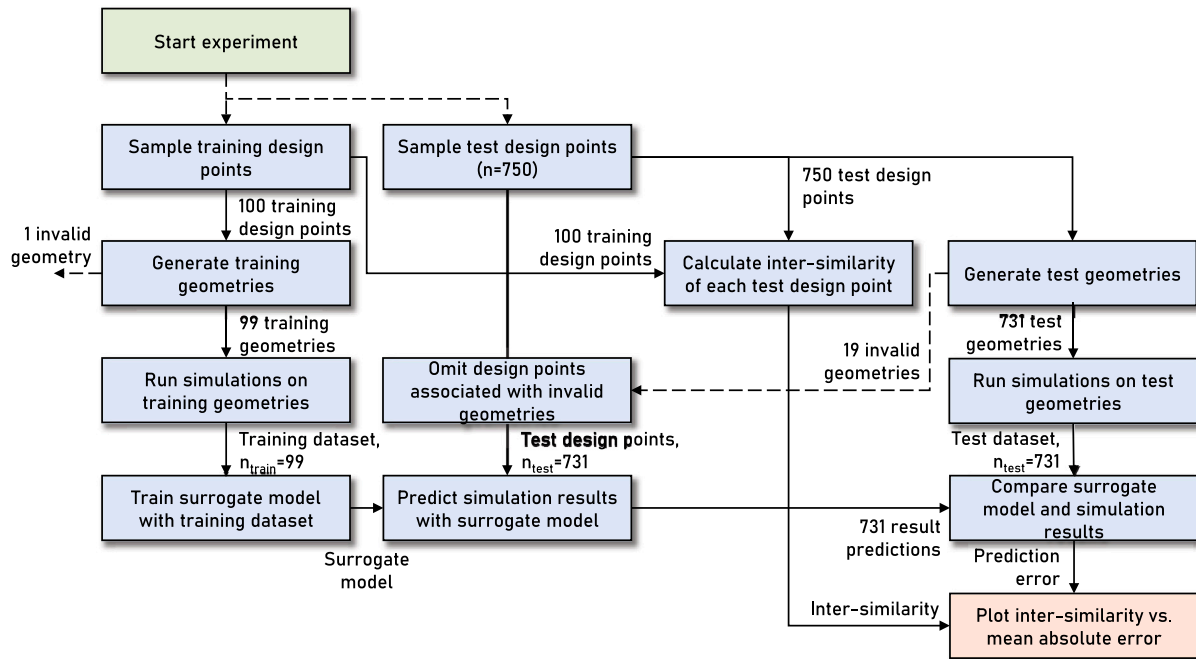 Start experiment
Sample training design
points
Sample test design points
(n=750)
750 test design
points
100 training
design points
1 invalid
geometry
100 training
design points
Generate training
geometries
Calculate inter-similarity
of each test design point
Generate test geometries
99 training
geometries
19 invalid
geometries
731 test
geometries
Run simulations on
training geometries
Omit design points
associated with invalid
geometries
Run simulations on test
geometries
Training dataset,
n_train=99
Test design points,
n_test=731
Test dataset,
n_test=731
Train surrogate model
with training dataset
Predict simulation results
with surrogate model
Compare surrogate
model and simulation
results
Surrogate
model
731 result
predictions
Prediction
error
Inter-similarity
Plot inter-similarity vs.
mean absolute error